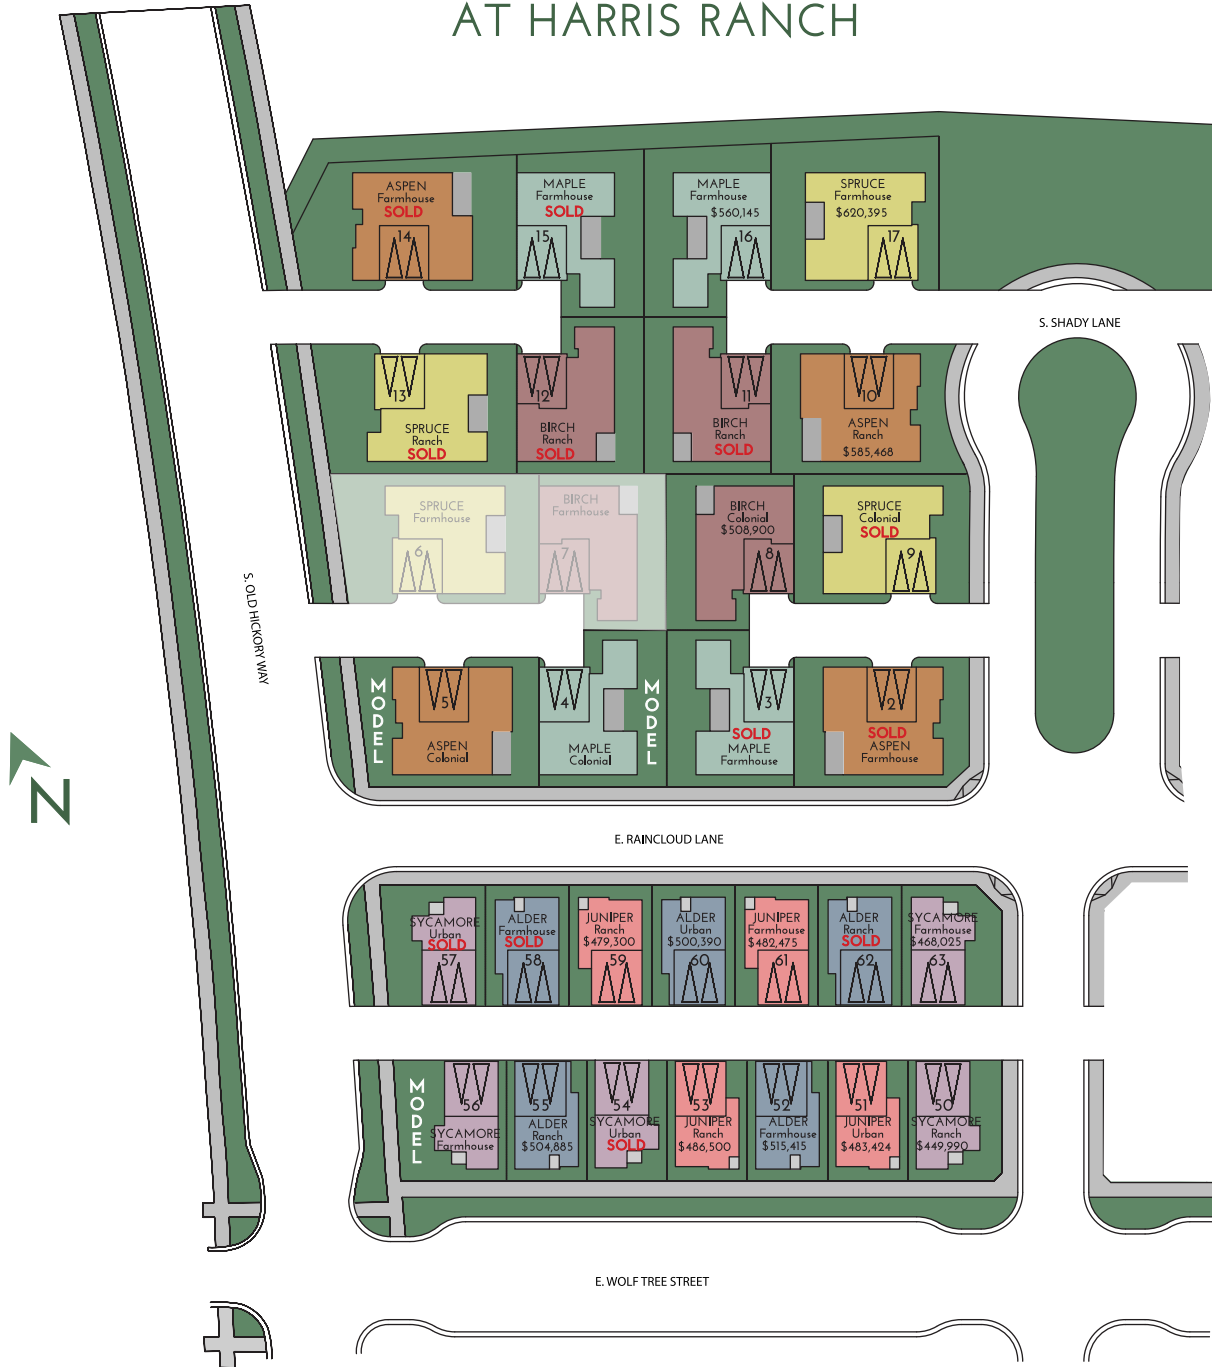 AT HARRIS RANCH
ASPEN
Farmhouse
SOLD
14
MAPLE
Farmhouse
SOLD
15
MAPLE
Farmhouse
$560,145
16
SPRUCE
Farmhouse
$620,395
17
S. SHADY LANE
13
SPRUCE
Ranch
SOLD
12
BIRCH
Ranch
SOLD
11
BIRCH
Ranch
SOLD
10
ASPEN
Ranch
$585,468
SPRUCE
Farmhouse
6
BIRCH
Farmhouse
7
BIRCH
Colonial
$508,900
8
SPRUCE
Colonial
SOLD
9
S. OLD HICKORY WAY
MODEL
5
ASPEN
Colonial
4
MAPLE
Colonial
MODEL
3
SOLD
MAPLE
Farmhouse
2
SOLD
ASPEN
Farmhouse
N
E. RAINCLOUD LANE
SYCAMORE
Urban
SOLD
57
ALDER
Farmhouse
SOLD
58
JUNIPER
Ranch
$479,300
59
ALDER
Urban
$500,390
60
JUNIPER
Farmhouse
$482,475
61
ALDER
Ranch
SOLD
62
SYCAMORE
Farmhouse
$468,025
63
MODEL
56
SYCAMORE
Farmhouse
55
ALDER
Ranch
$504,885
54
SYCAMORE
Urban
SOLD
53
JUNIPER
Ranch
$486,500
52
ALDER
Farmhouse
$515,415
51
JUNIPER
Urban
$483,424
50
SYCAMORE
Ranch
$449,990
E. WOLF TREE STREET